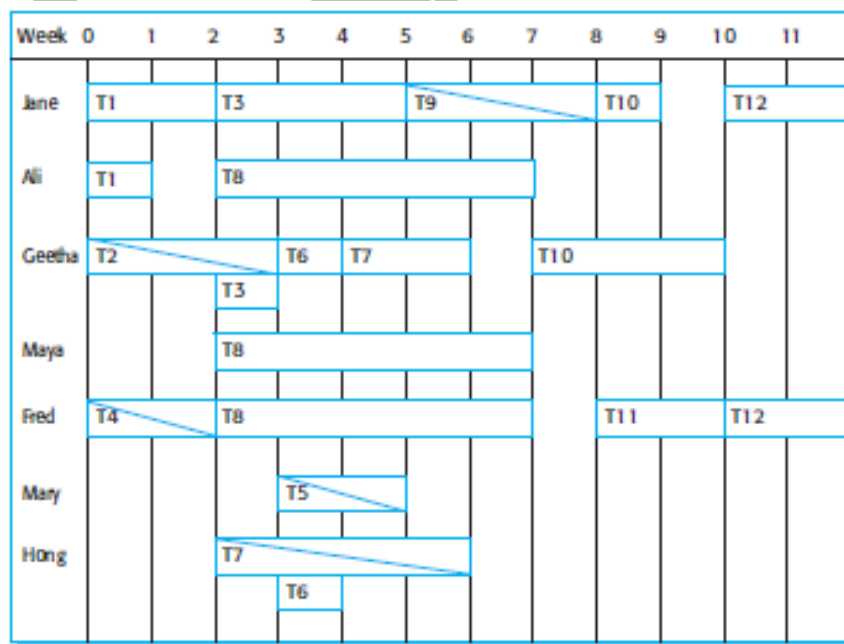 Week 0 1 2 3 4 5 6 7 8 9 10 11
Jane T1 T3 T9 T10 T12
Ali T1 T8
Geetha T2 T6 T7 T10
T3
Maya T8
Fred T4 T8 T11 T12
Mary T5
Hong T7
T6